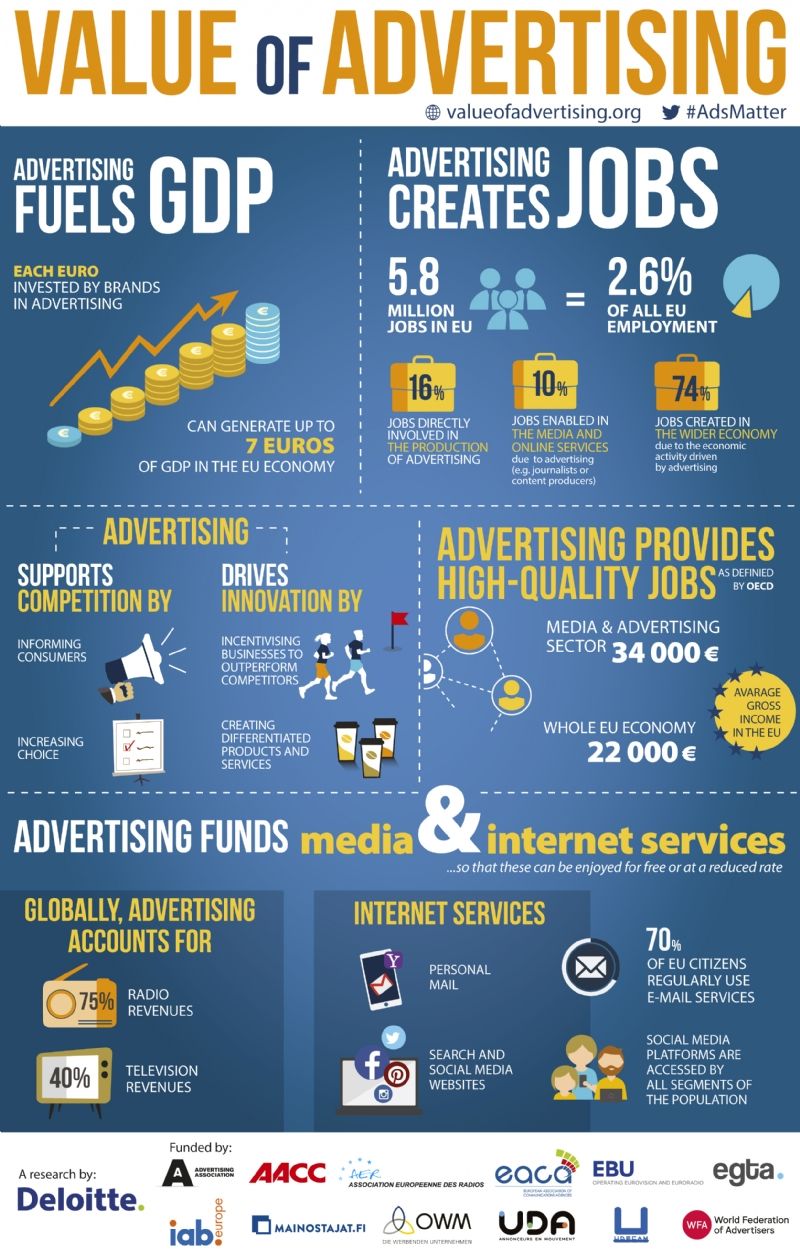 VALUE OF ADVERTISING
valueofadvertising.org
#AdsMatter
ADVERTISING
FUELS GDP
EACH EURO
INVESTED BY BRANDS
IN ADVERTISING
€
€
€
€
€
€
€
CAN GENERATE UP TO
7 EUROS
OF GDP IN THE EU ECONOMY
ADVERTISING
CREATES JOBS
5.8
MILLION
JOBS IN EU
=
2.6%
OF ALL EU
EMPLOYMENT
16%
JOBS DIRECTLY
INVOLVED IN
THE PRODUCTION
OF ADVERTISING
10%
JOBS ENABLED IN
THE MEDIA AND
ONLINE SERVICES
due to advertising
(e.g. journalists or
content producers)
74%
JOBS CREATED IN
THE WIDER ECONOMY
due to the economic
activity driven
by advertising
ADVERTISING
SUPPORTS
COMPETITION BY
INFORMING
CONSUMERS
INCREASING
CHOICE
DRIVES
INNOVATION BY
INCENTIVISING
BUSINESSES TO
OUTPERFORM
COMPETITORS
CREATING
DIFFERENTIATED
PRODUCTS AND
SERVICES
ADVERTISING PROVIDES
HIGH-QUALITY JOBS
AS DEFINIED
BY OECD
MEDIA & ADVERTISING
SECTOR 34 000 €
WHOLE EU ECONOMY
22 000 €
AVARAGE
GROSS
INCOME
IN THE EU
ADVERTISING FUNDS media & internet services
...so that these can be enjoyed for free or at a reduced rate
GLOBALLY, ADVERTISING
ACCOUNTS FOR
75%
RADIO
REVENUES
40%
TELEVISION
REVENUES
INTERNET SERVICES
Y
PERSONAL
MAIL
f
SEARCH AND
SOCIAL MEDIA
WEBSITES
70%
OF EU CITIZENS
REGULARLY USE
E-MAIL SERVICES
SOCIAL MEDIA
PLATFORMS ARE
ACCESSED BY
ALL SEGMENTS OF
THE POPULATION
A research by:
Deloitte.
Funded by:
A ADVERTISING
ASSOCIATION
AACC
AER
ASSOCIATION EUROPEENNE DES RADIOS
eaca
EUROPEAN ASSOCIATION OF
COMMUNICATIONS AGENCIES
EBU
OPERATING EUROVISION AND EURORADIO
egta.
iab.europe
MAINOSTAJAT.FI
OWM
DIE WERBENDEN UNTERNEHMEN
UDA
ANNONCEURS EN MOUVEMENT
WFA
World Federation
of Advertisers